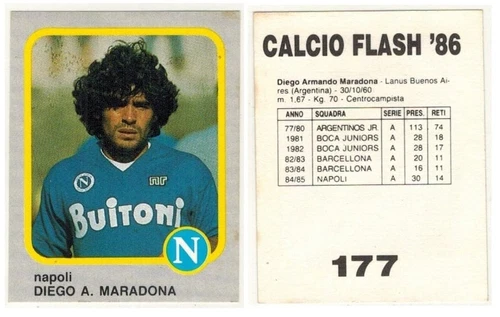 NR
BUITONI
N
napoli
DIEGO A. MARADONA
CALCIO FLASH '86
Diego Armando Maradona - Lanus Buenos Ai-
res (Argentina) - 30/10/60
m. 1,67 - Kg. 70 - Centrocampista
ANNO SQUADRA SERIE PRES. RETI
77/80 ARGENTINOS JR. A 113 74
1981 BOCA JUNIORS A 28 18
1982 BOCA JUNIORS A 28 17
82/83 BARCELLONA A 20 11
83/84 BARCELLONA A 16 11
84/85 NAPOLI A 30 14
177